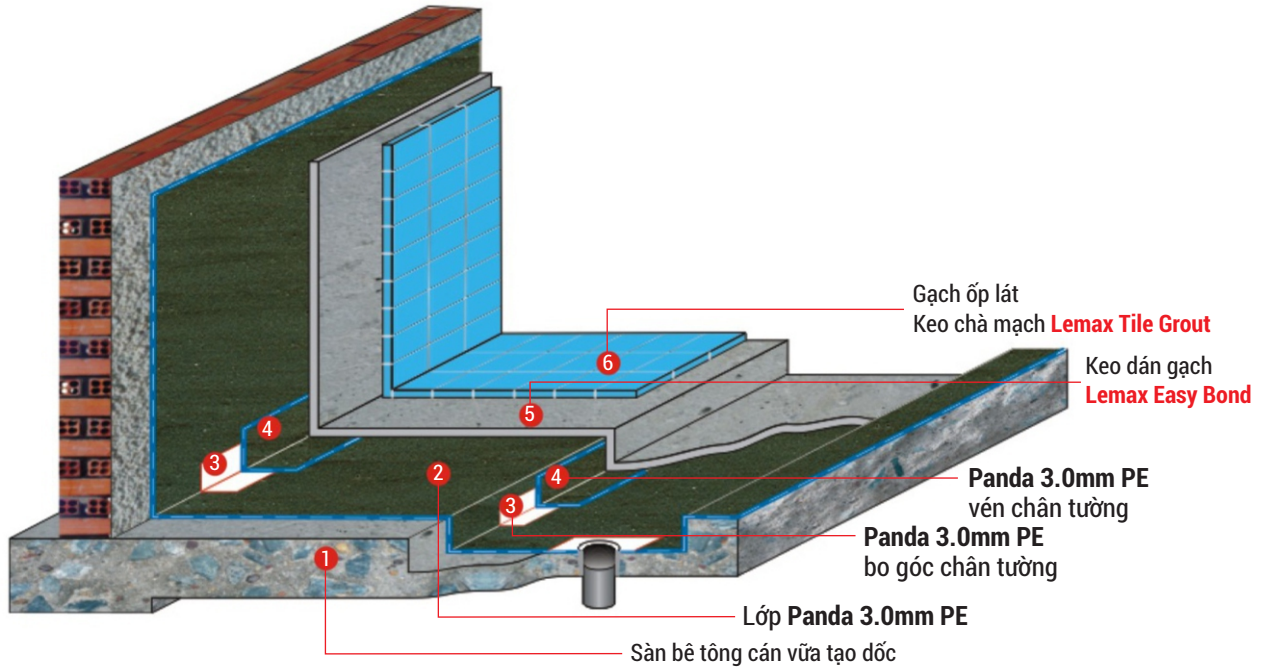 Gạch ốp lát
Keo chà mạch Lemax Tile Grout
Keo dán gạch
Lemax Easy Bond
6
5
4
3
2
4
3
1
Panda 3.0mm PE
vén chân tường
Panda 3.0mm PE
bo góc chân tường
Lớp Panda 3.0mm PE
Sàn bê tông cán vữa tạo dốc